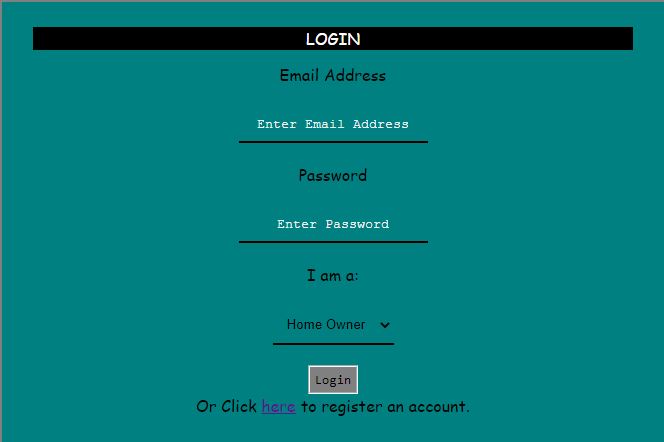 LOGIN
Email Address
Enter Email Address
Password
Enter Password
I am a:
Home Owner
Login
Or Click here to register an account.